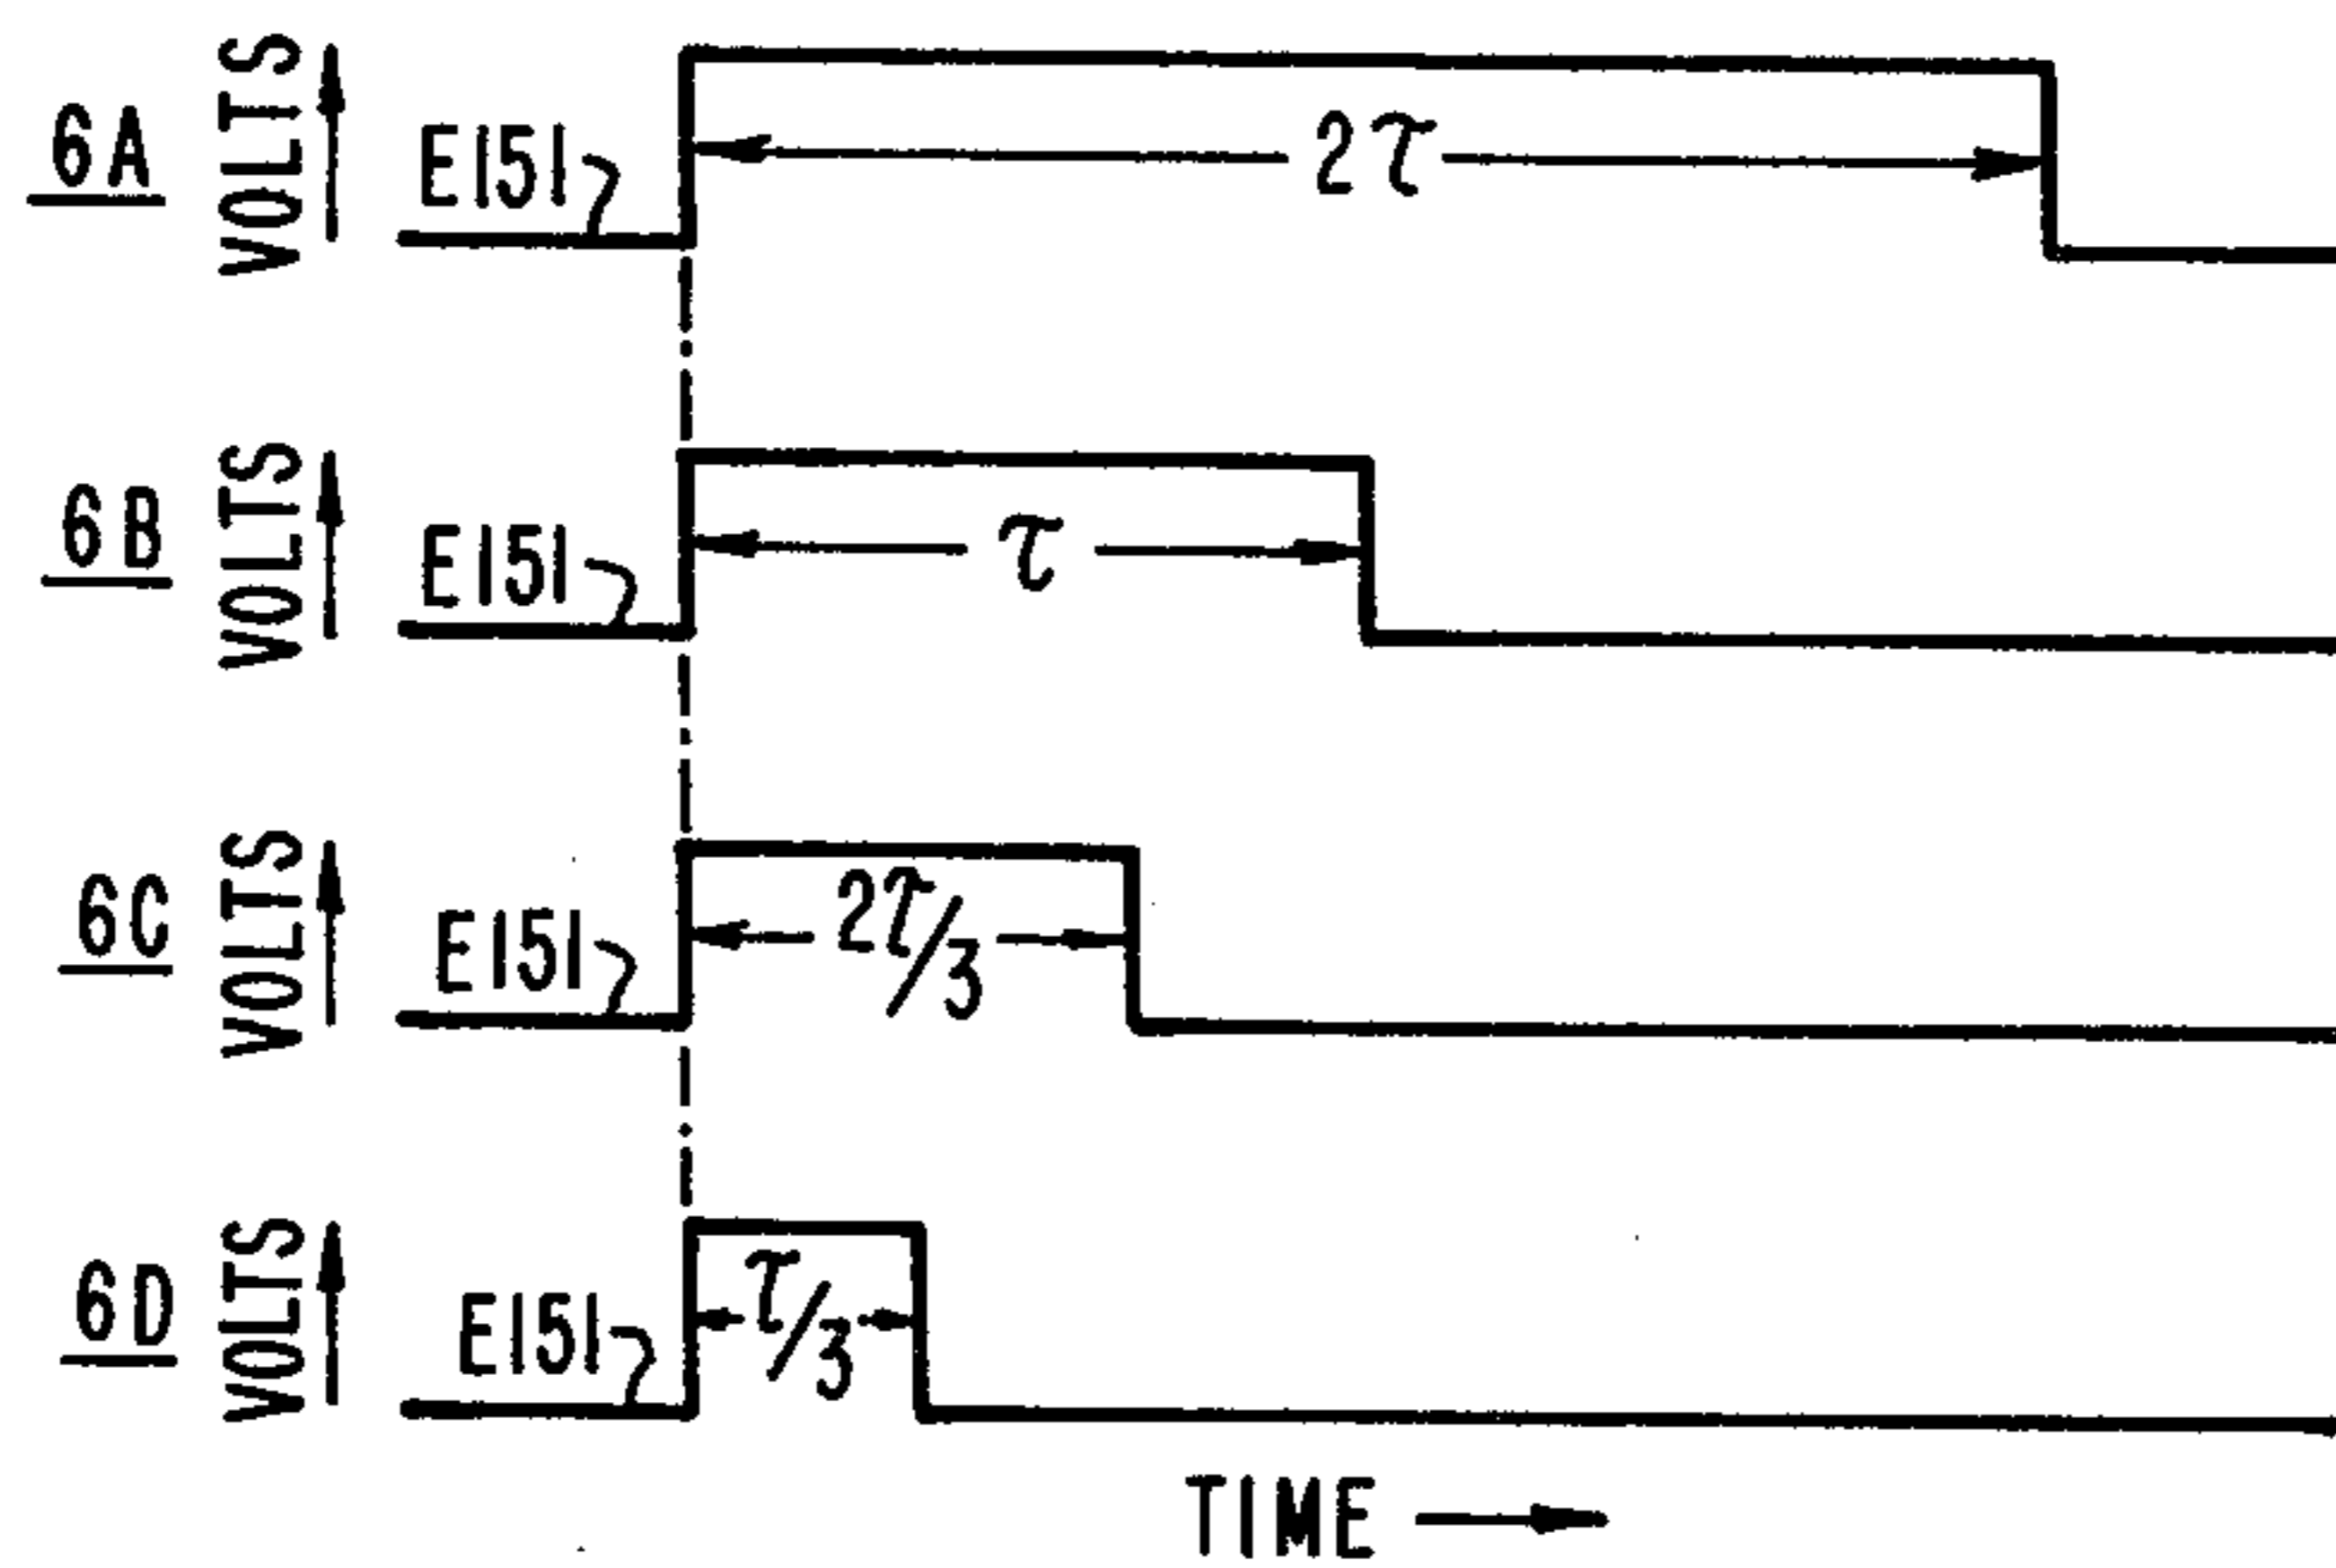 6A
VOLTS
E151
2τ
6B
VOLTS
E151
τ
6C
VOLTS
E151
2τ/3
6D
VOLTS
E151
τ/3
TIME